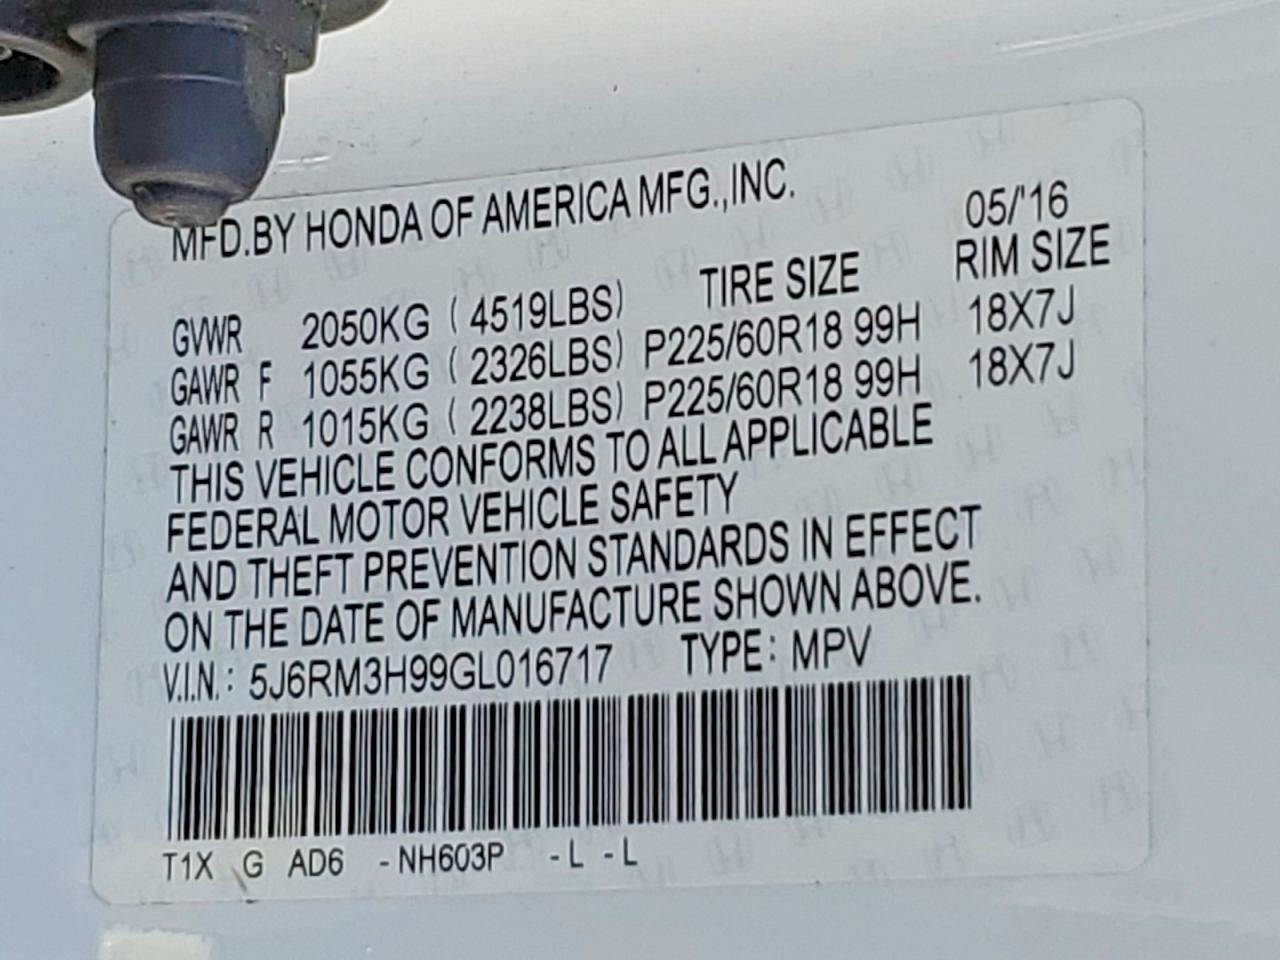 MFD.BY HONDA OF AMERICA MFG.,INC. 05/'16
GVWR 2050KG ( 4519LBS) TIRE SIZE RIM SIZE
GAWR F 1055KG ( 2326LBS) P225/60R18 99H 18X7J
GAWR R 1015KG ( 2238LBS) P225/60R18 99H 18X7J
THIS VEHICLE CONFORMS TO ALL APPLICABLE
FEDERAL MOTOR VEHICLE SAFETY
AND THEFT PREVENTION STANDARDS IN EFFECT
ON THE DATE OF MANUFACTURE SHOWN ABOVE.
V.I.N.: 5J6RM3H99GL016717 TYPE: MPV
T1X G AD6 -NH603P -L -L